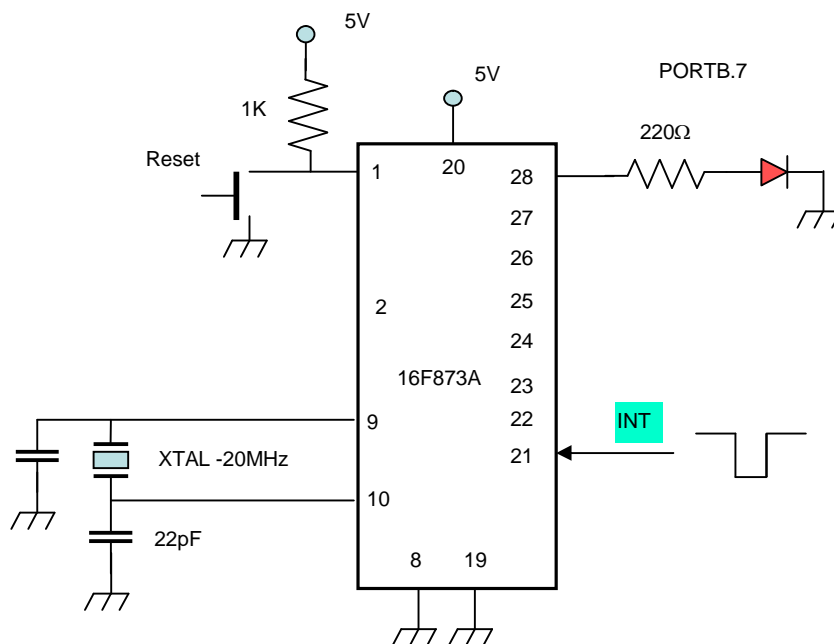 5V
5V
PORTB.7
1K
220Ω
Reset
1
20
28
27
26
2
25
24
16F873A
23
9
22
INT
XTAL -20MHz
21
10
22pF
8
19